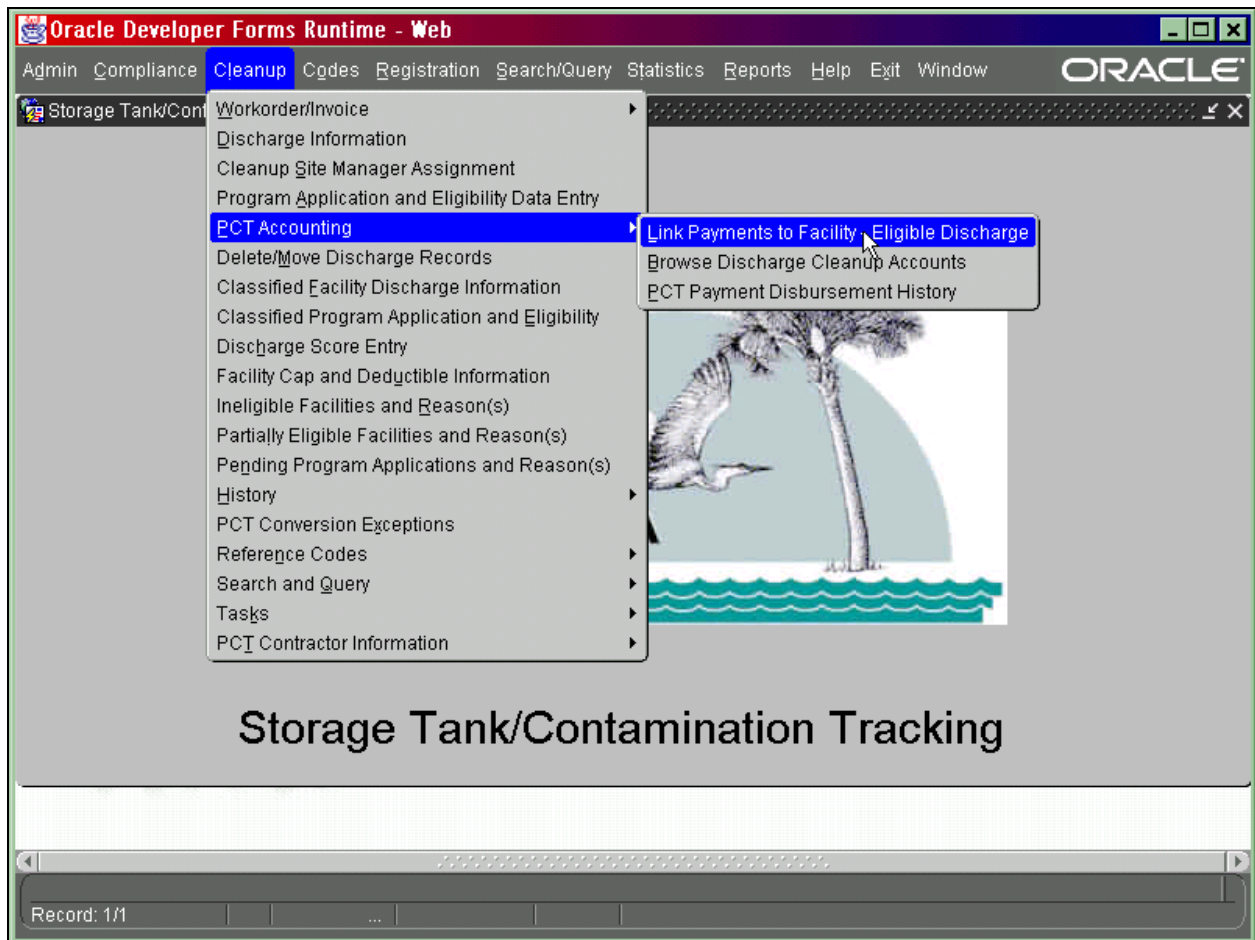 Oracle Developer Forms Runtime - Web
Admin Compliance Cleanup Codes Registration Search/Query Statistics Reports Help Exit Window ORACLE
Storage Tank/Cont
Workorder/Invoice
Discharge Information
Cleanup Site Manager Assignment
Program Application and Eligibility Data Entry
PCT Accounting
Link Payments to Facility - Eligible Discharge
Browse Discharge Cleanup Accounts
PCT Payment Disbursement History
Delete/Move Discharge Records
Classified Facility Discharge Information
Classified Program Application and Eligibility
Discharge Score Entry
Facility Cap and Deductible Information
Ineligible Facilities and Reason(s)
Partially Eligible Facilities and Reason(s)
Pending Program Applications and Reason(s)
History
PCT Conversion Exceptions
Reference Codes
Search and Query
Tasks
PCT Contractor Information
Storage Tank/Contamination Tracking
Record: 1/1
...